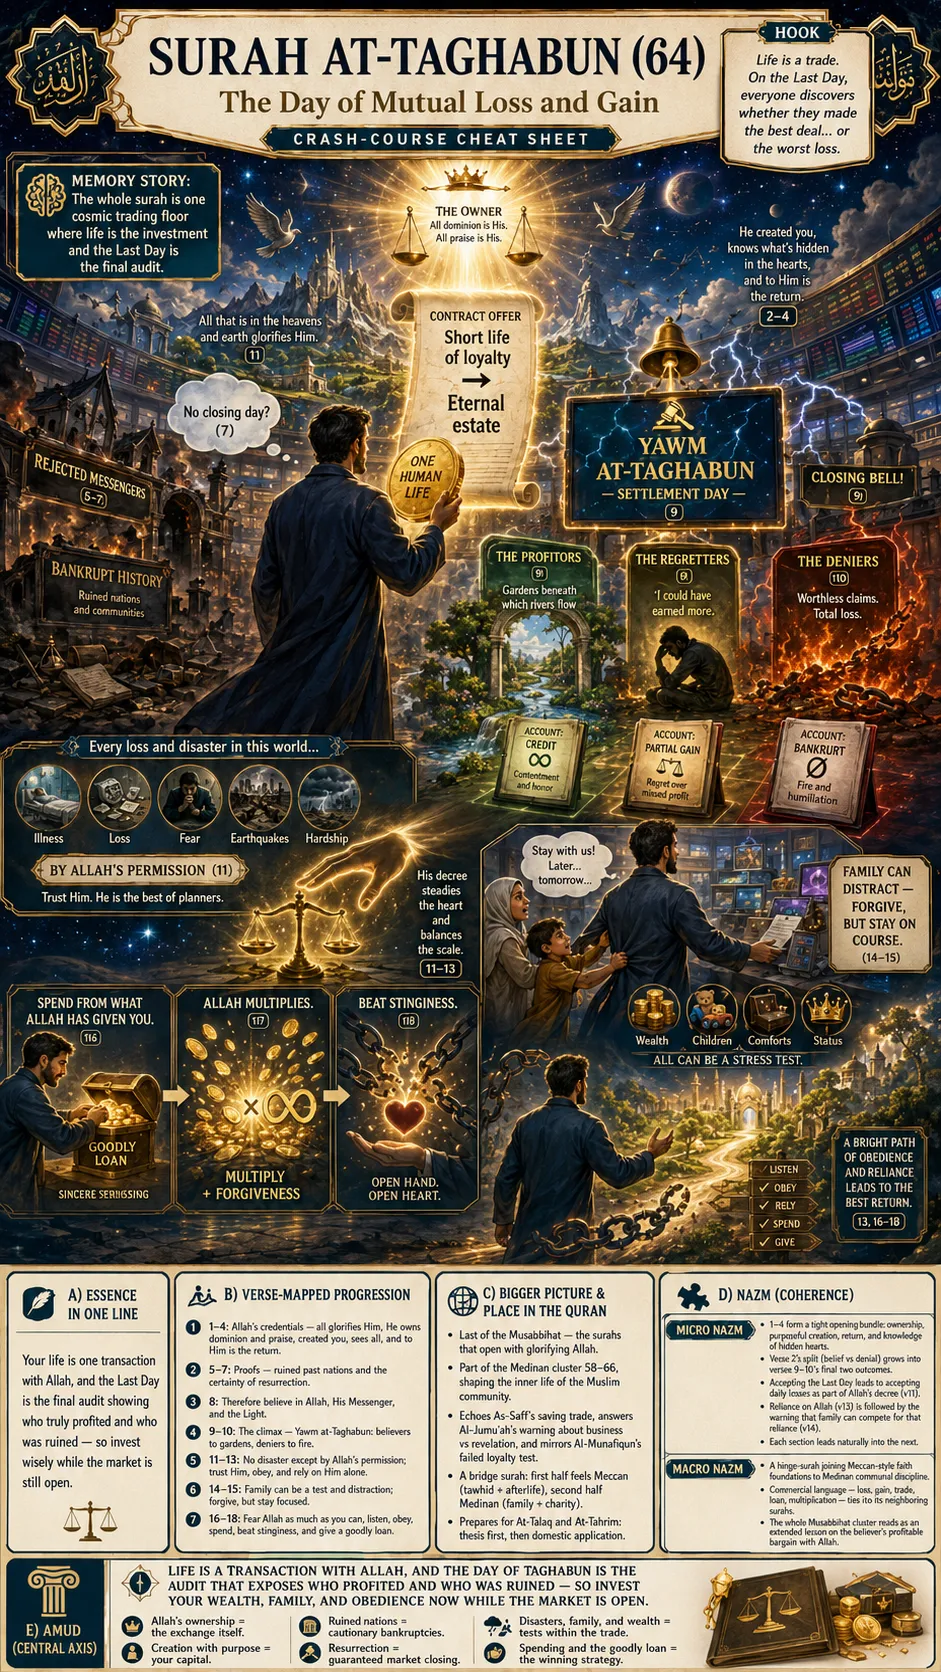 SURAH AT-TAGHABUN (64)
The Day of Mutual Loss and Gain
CRASH-COURSE CHEAT SHEET
HOOK
Life is a trade.
On the Last Day,
everyone discovers
whether they made
the best deal... or
the worst loss.
MEMORY STORY:
The whole surah is one
cosmic trading floor
where life is the investment
and the Last Day is
the final audit.
THE OWNER
All dominion is His.
All praise is His.
He created you,
knows what's hidden
in the hearts,
and to Him is
the return.
2–4
All that is in the heavens
and earth glorifies Him.
11
CONTRACT OFFER
Short life
of loyalty
→
Eternal
estate
No closing day?
(7)
ONE
HUMAN
LIFE
REJECTED MESSENGERS
BANKRUPT HISTORY
Ruined nations
and communities
YAWM
AT-TAGHABUN
— SETTLEMENT DAY —
9
CLOSING BELL!
THE PROFITORS
Gardens beneath
which rivers flow
THE REGRETTERS
'I could have
earned more.
THE DENIERS
110
Worthless claims.
Total loss.
ACCOUNT:
CREDIT
∞
Contentment
and honor
ACCOUNT:
PARTIAL GAIN
Regret over
missed profit
ACCOUNT:
BANKRURT
Ø
Fire and
humiliation
Every loss and disaster in this world...
Illness
Loss
Fear
Earthquakes
Hardship
BY ALLAH'S PERMISSION (11)
Trust Him. He is the best of planners.
His decree
steadies
the heart
and
balances
the scale.
11–13
Stay with us!
Later...
tomorrow...
FAMILY CAN
DISTRACT —
FORGIVE,
BUT STAY ON
COURSE.
(14–15)
Wealth
Children
Comforts
Status
ALL CAN BE A STRESS TEST.
SPEND FROM WHAT
ALLAH HAS GIVEN YOU.
116
GOODLY
LOAN
SINCERE
ALLAH MULTIPLIES.
117
× ∞
MULTIPLY
+ FORGIVENESS
BEAT STINGINESS.
118
OPEN HAND.
OPEN HEART.
LISTEN
✓ OBEY
✓ RELY
✓ SPEND
✓ GIVE
A BRIGHT PATH
OF OBEDIENCE
AND RELIANCE
LEADS TO THE
BEST RETURN.
13, 16–18
A) ESSENCE
IN ONE LINE
Your life is one transaction
with Allah, and the Last Day
is the final audit showing
who truly profited and who
was ruined — so invest
wisely while the market is
still open.
B) VERSE-MAPPED PROGRESSION
1 1–4: Allah's credentials — all glorifies Him, He owns
dominion and praise, created you, sees all, and to
Him is the return.
2 5–7: Proofs — ruined past nations and the
certainty of resurrection.
3 8: Therefore believe in Allah, His Messenger,
and the Light.
4 9–10: The climax — Yawm at-Taghabun: believers
to gardens, deniers to fire.
5 11–13: No disaster except by Allah's permission;
trust Him, obey, and rely on Him alone.
6 14–15: Family can be a test and distraction;
forgive, but stay focused.
7 16–18: Fear Allah as much as you can, listen, obey,
spend, beat stinginess, and give a goodly loan.
C) BIGGER PICTURE &
PLACE IN THE QURAN
• Last of the Musabbihat — the surahs
that open with glorifying Allah.
• Part of the Medinan cluster 58–66,
shaping the inner life of the Muslim
community.
• Echoes As-Saff's saving trade, answers
Al-Jumu'ah's warning about business
vs revelation, and mirrors Al-Munafiqun's
failed loyalty test.
• A bridge surah: first half feels Meccan
(tawhid + afterlife), second half
Medinan (family + charity).
• Prepares for At-Talaq and At-Tahrim:
thesis first, then domestic application.
D) NAZM (COHERENCE)
MICRO NAZM
• 1–4 form a tight opening bundle: ownership,
purposeful creation, return, and knowledge
of hidden hearts.
• Verse 2's split (belief vs denial) grows into
verse 9–10's final two outcomes.
• Accepting the Last Day leads to accepting
daily losses as part of Allah's decree (v11).
• Reliance on Allah (v13) is followed by the
warning that family can compete for that
reliance (v14).
• Each section leads naturally into the next.
MACRO NAZM
• A hinge-surah joining Meccan-style faith
foundations to Medinan communal discipline.
• Commercial language — loss, gain, trade,
loan, multiplication — ties ito its neighboring
surahs.
• The whole Musabbihat cluster reads as an
extended lesson on the believer's profitable
bargain with Allah.
E) AMUD
(CENTRAL AXIS)
LIFE IS A TRANSACTION WITH ALLAH, AND THE DAY OF TAGHABUN IS THE
AUDIT THAT EXPOSES WHO PROFITED AND WHO WAS RUINED — SO INVEST
YOUR WEALTH, FAMILY, AND OBEDIENCE NOW WHILE THE MARKET IS OPEN.
Allah's ownership =
the exchange itself.
Creation with purpose =
your capital.
Ruined nations =
cautionary bankruptcies.
Resurrection =
guaranteed market closing.
Disasters, family, and wealth =
tests within the trade.
Spending and the goodly loan =
the winning strategy.